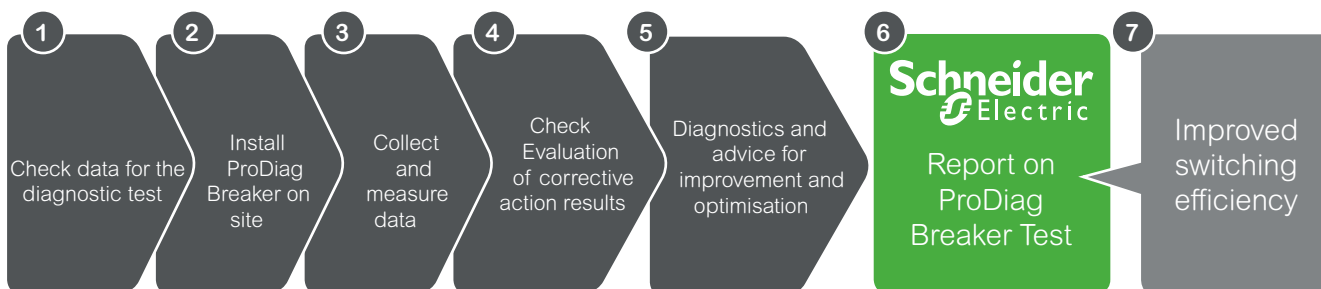 1
Check data for the
diagnostic test
2
Install
ProDiag
Breaker on
site
3
Collect
and
measure
data
4
Check
Evaluation
of corrective
action results
5
Diagnostics and
advice for
improvement and
optimisation
6
Schneider
Electric
Report on
ProDiag
Breaker Test
7
Improved
switching
efficiency